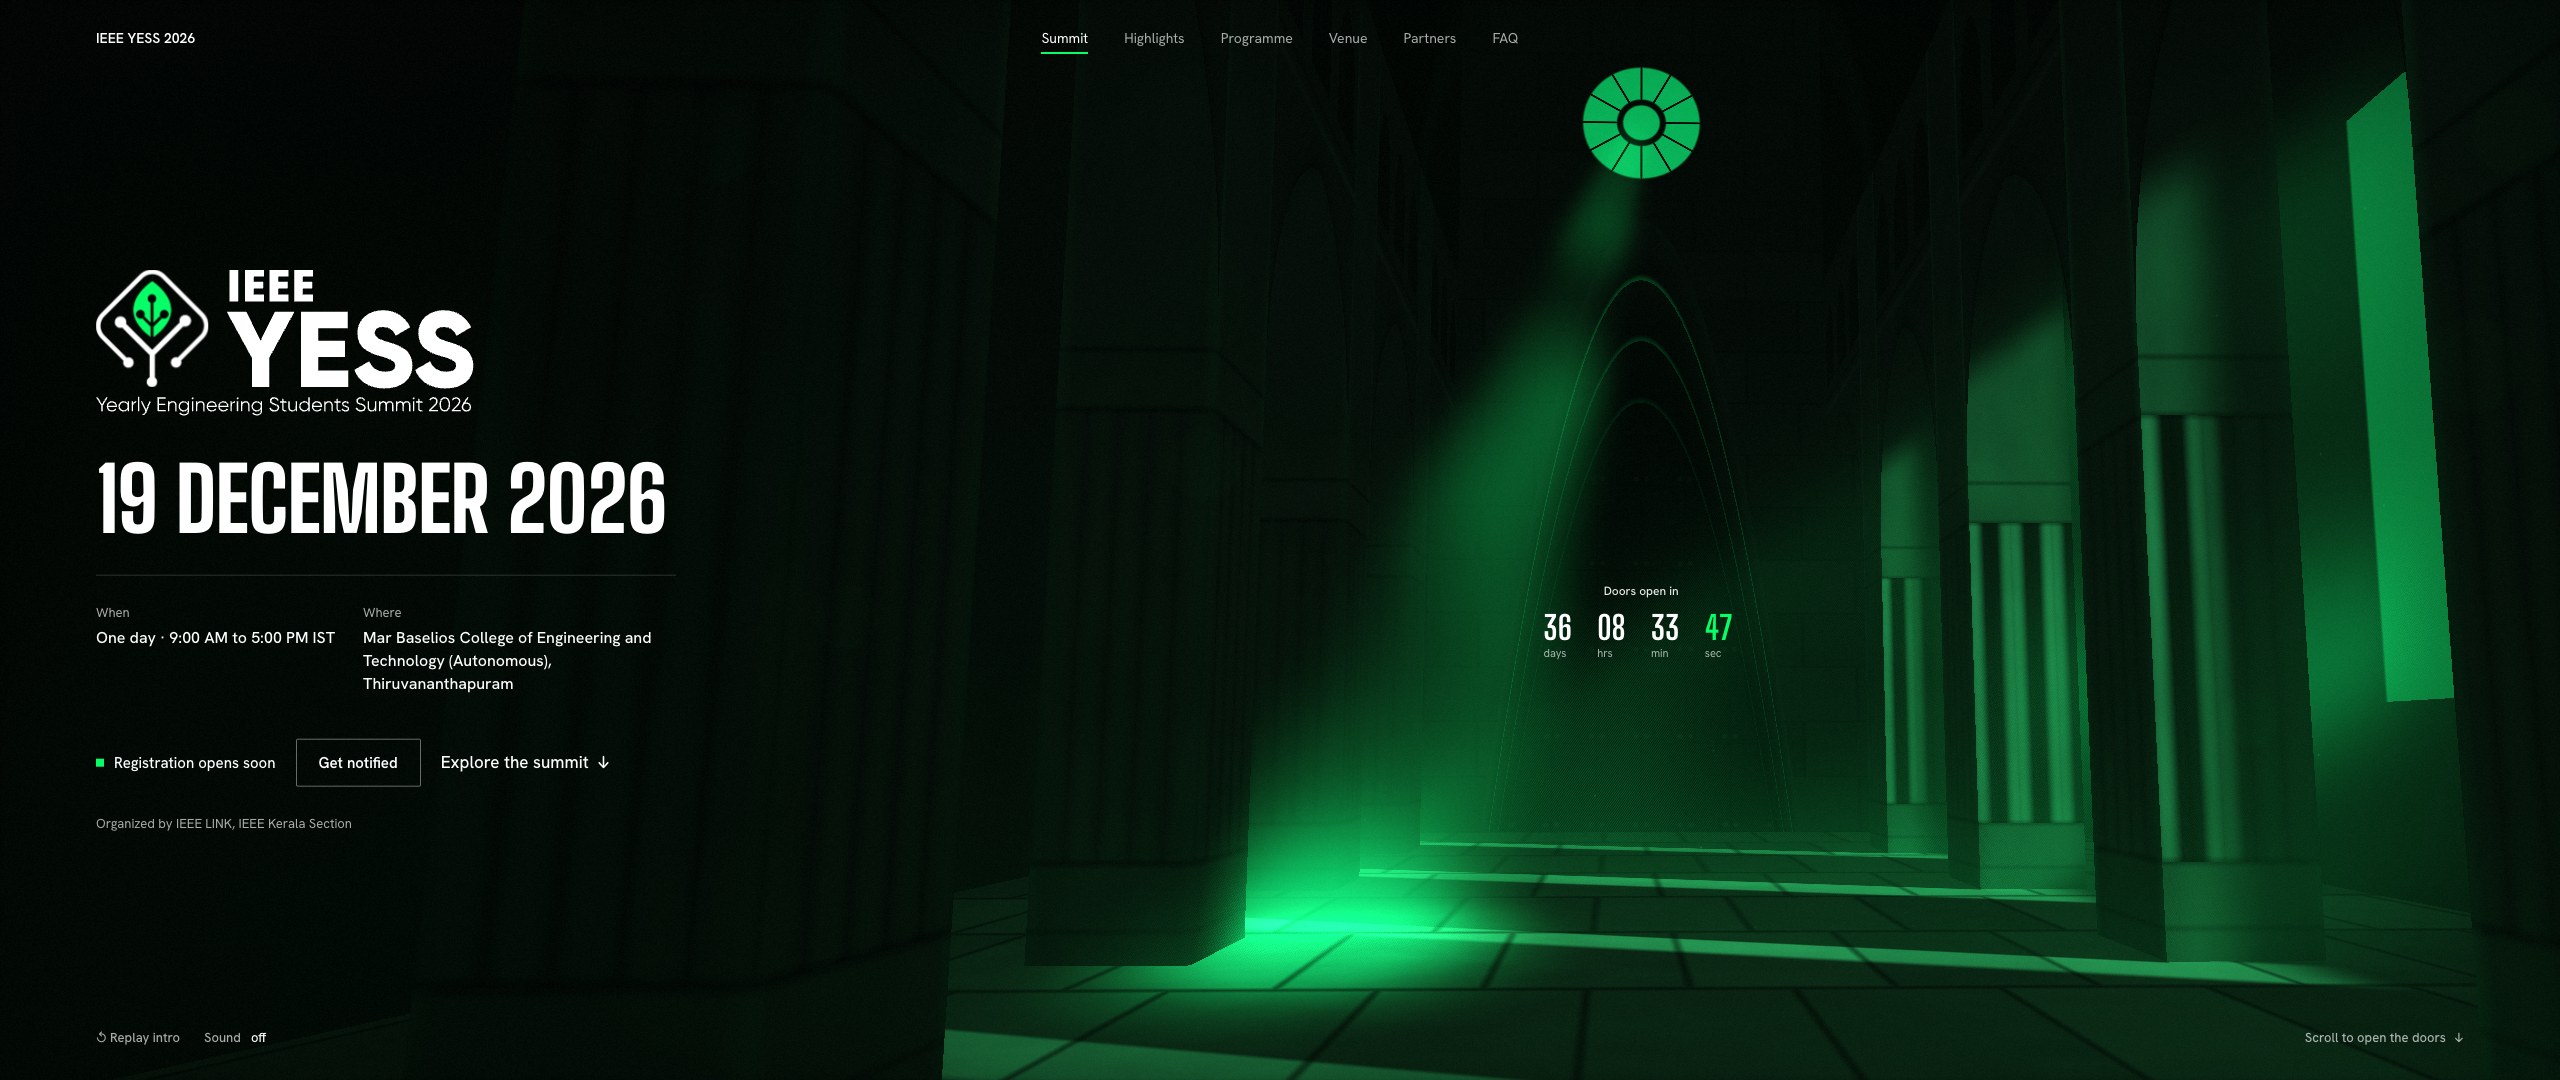 IEEE YESS 2026
Summit
Highlights
Programme
Venue
Partners
FAQ
IEEE
YESS
Yearly Engineering Students Summit 2026
19 DECEMBER 2026
When
One day · 9:00 AM to 5:00 PM IST
Where
Mar Baselios College of Engineering and
Technology (Autonomous),
Thiruvananthapuram
Registration opens soon
Get notified
Explore the summit ↓
Organized by IEEE LINK, IEEE Kerala Section
Doors open in
36 08 33 47
days hrs min sec
↺ Replay intro
Sound off
Scroll to open the doors ↓